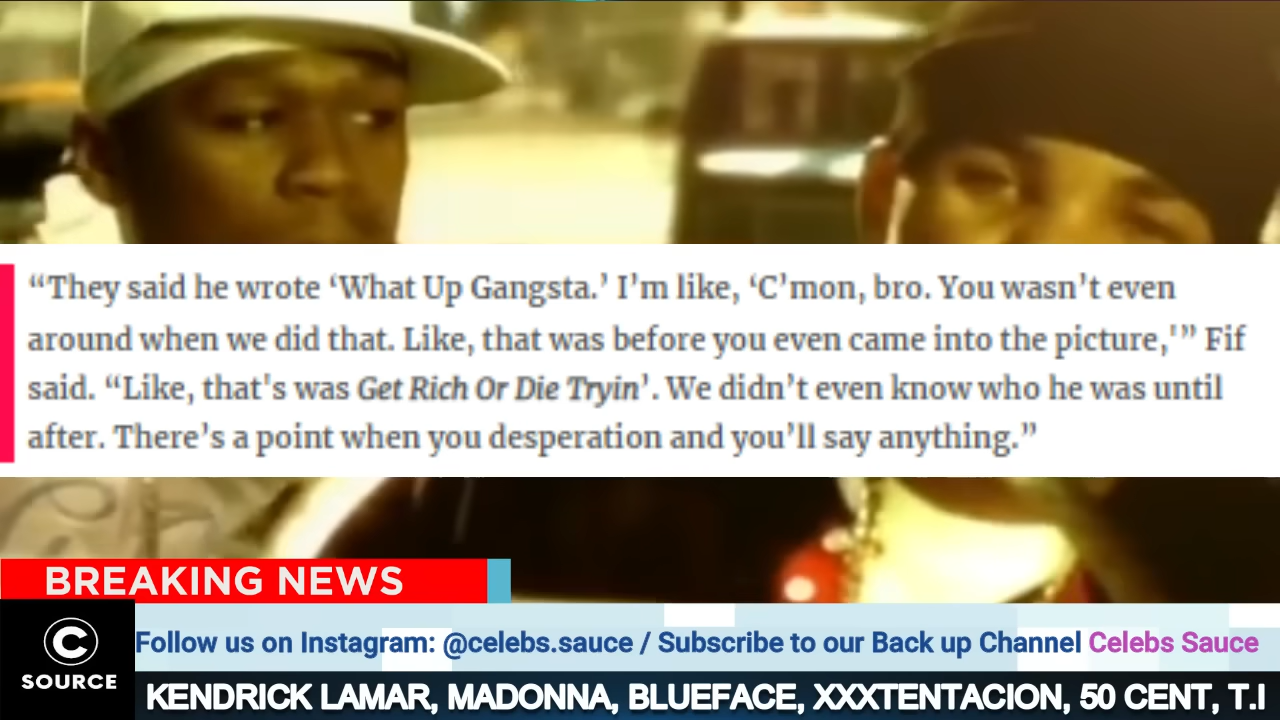 “They said he wrote ‘What Up Gangsta.’ I’m like, ‘C’mon, bro. You wasn’t even
around when we did that. Like, that was before you even came into the picture,'” Fif
said. “Like, that's was Get Rich Or Die Tryin’. We didn’t even know who he was until
after. There’s a point when you desperation and you’ll say anything.”
BREAKING NEWS
Follow us on Instagram: @celebs.sauce / Subscribe to our Back up Channel Celebs Sauce
C
SOURCE
KENDRICK LAMAR, MADONNA, BLUEFACE, XXXTENTACION, 50 CENT, T.I